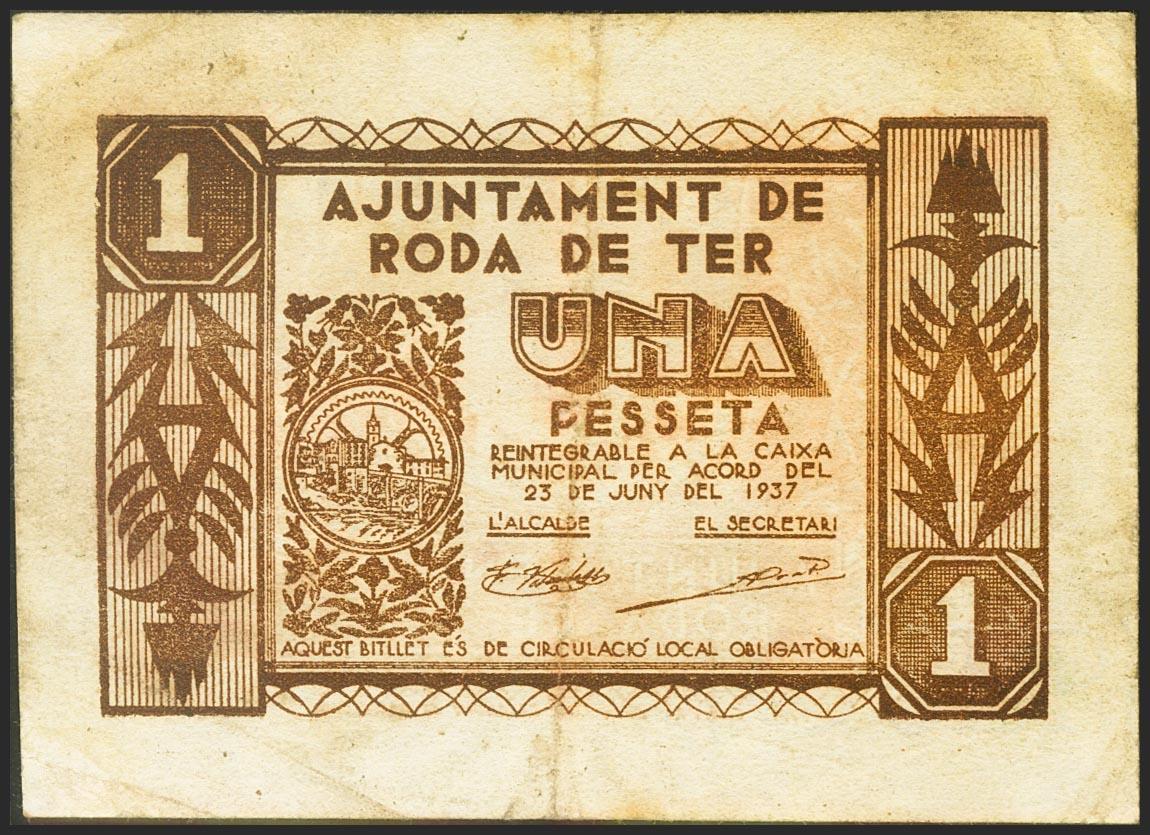 1
AJUNTAMENT DE
RODA DE TER
UNA
PESSETA
REINTEGRABLE A LA CAIXA
MUNICIPAL PER ACORD DEL
23 DE JUNY DEL 1937
L'ALCALDE EL SECRETARI
AQUEST BITLLET ÉS DE CIRCULACIÓ LOCAL OBLIGATÒRIA
1